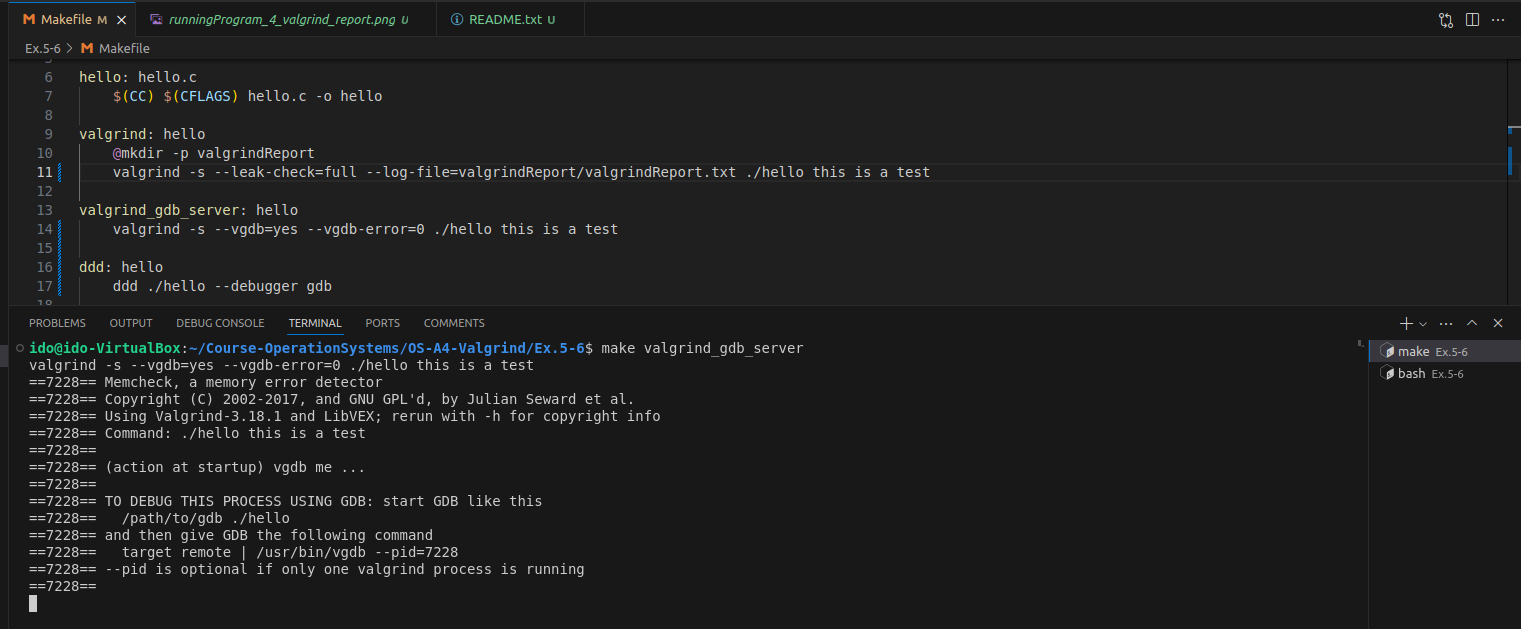 Makefile M
runningProgram_4_valgrind_report.png U
README.txt U
Ex.5-6 > Makefile
6 hello: hello.c
7 $(CC) $(CFLAGS) hello.c -o hello
8
9 valgrind: hello
10 @mkdir -p valgrindReport
11 valgrind -s --leak-check=full --log-file=valgrindReport/valgrindReport.txt ./hello this is a test
12
13 valgrind_gdb_server: hello
14 valgrind -s --vgdb=yes --vgdb-error=0 ./hello this is a test
15
16 ddd: hello
17 ddd ./hello --debugger gdb
18
PROBLEMS OUTPUT DEBUG CONSOLE TERMINAL PORTS COMMENTS
ido@ido-VirtualBox:~/Course-OperationSystems/OS-A4-Valgrind/Ex.5-6$ make valgrind_gdb_server
valgrind -s --vgdb=yes --vgdb-error=0 ./hello this is a test
==7228== Memcheck, a memory error detector
==7228== Copyright (C) 2002-2017, and GNU GPL'd, by Julian Seward et al.
==7228== Using Valgrind-3.18.1 and LibVEX; rerun with -h for copyright info
==7228== Command: ./hello this is a test
==7228==
==7228== (action at startup) vgdb me ...
==7228==
==7228== TO DEBUG THIS PROCESS USING GDB: start GDB like this
==7228==   /path/to/gdb ./hello
==7228== and then give GDB the following command
==7228==   target remote | /usr/bin/vgdb --pid=7228
==7228== --pid is optional if only one valgrind process is running
==7228==
make Ex.5-6
bash Ex.5-6